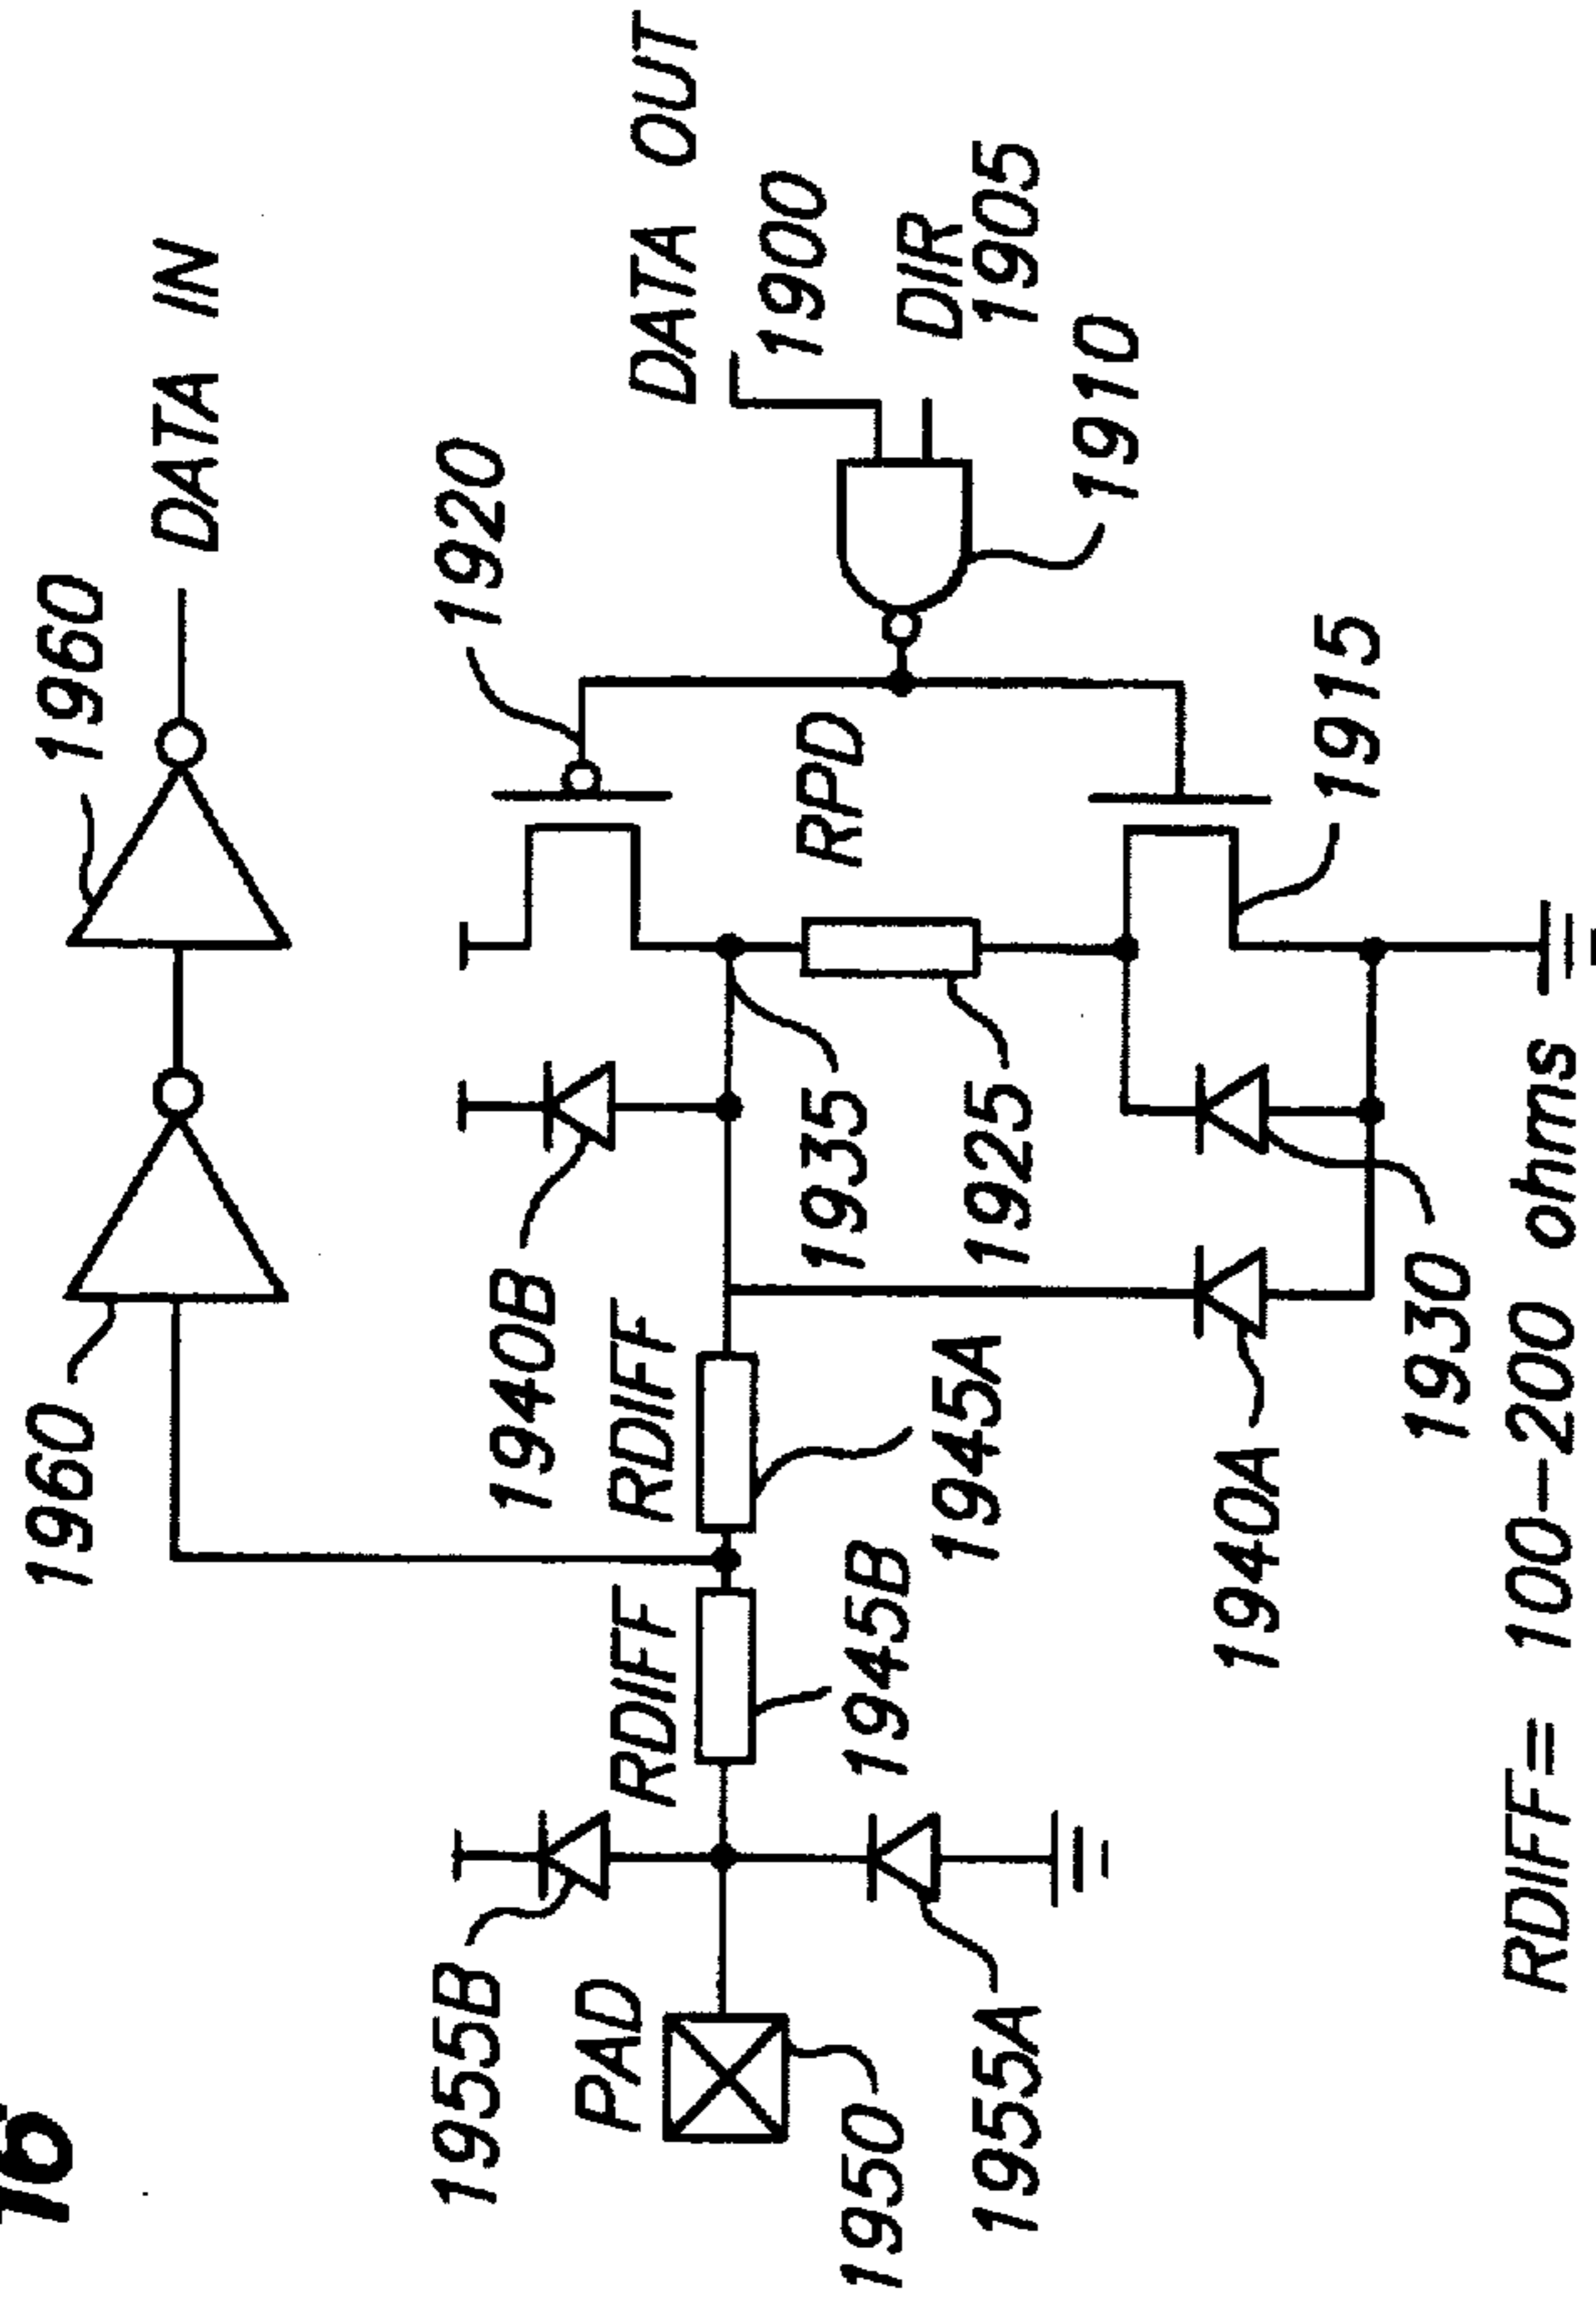 16
1960
1960
DATA IN
1920
DATA OUT
1900
DIR
1905
1910
RPD
1915
1935
1925
1940B
RDIFF
1945A
RDIFF
1945B
1940A
1930
1955B
PAD
1950
1955A
RDIFF= 100-200 ohms